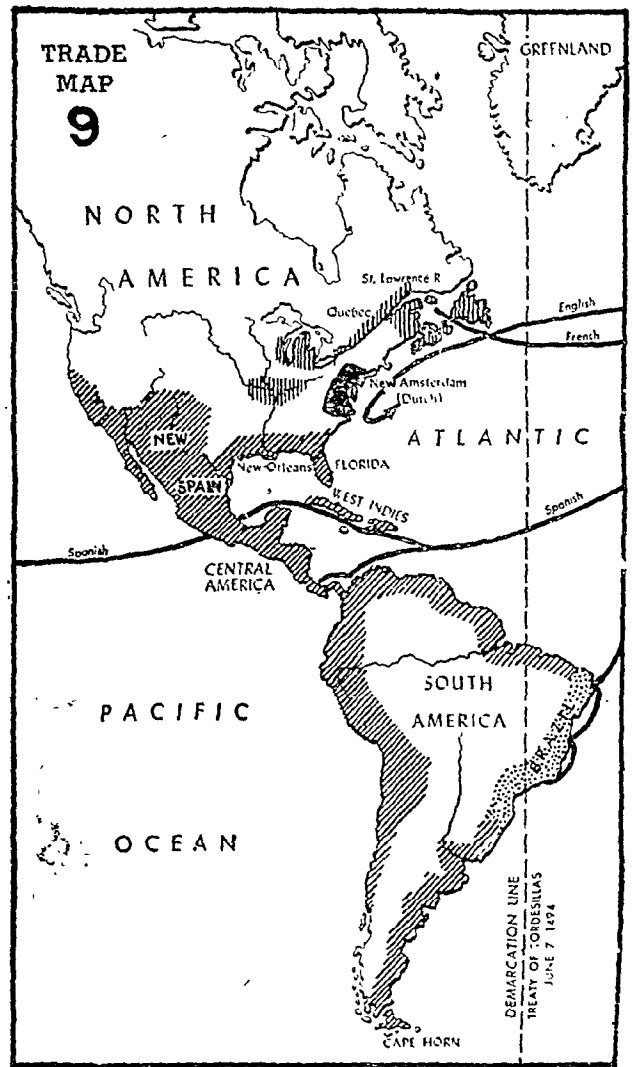 TRADE
MAP
9
GREENLAND
NORTH
AMERICA
St. Lawrence R
Quebec
English
French
New Amsterdam
(Dutch)
ATLANTIC
NEW
SPAIN
New Orleans
FLORIDA
WEST INDIES
Spanish
Spanish
CENTRAL
AMERICA
SOUTH
AMERICA
BRAZIL
PACIFIC
OCEAN
DEMARCATION LINE
TREATY OF TORDESILLAS
JUNE 7 1494
CAPE HORN